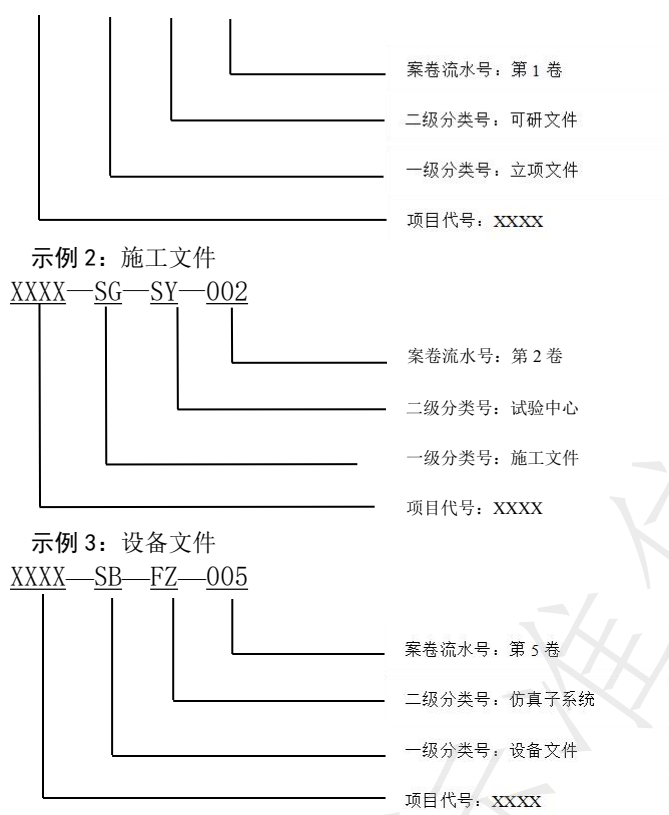 案卷流水号：第 1 卷
二级分类号：可研文件
一级分类号：立项文件
项目代号：XXXX
示例 2：施工文件
XXXX—SG—SY—002
案卷流水号：第 2 卷
二级分类号：试验中心
一级分类号：施工文件
项目代号：XXXX
示例 3：设备文件
XXXX—SB—FZ—005
案卷流水号：第 5 卷
二级分类号：仿真子系统
一级分类号：设备文件
项目代号：XXXX